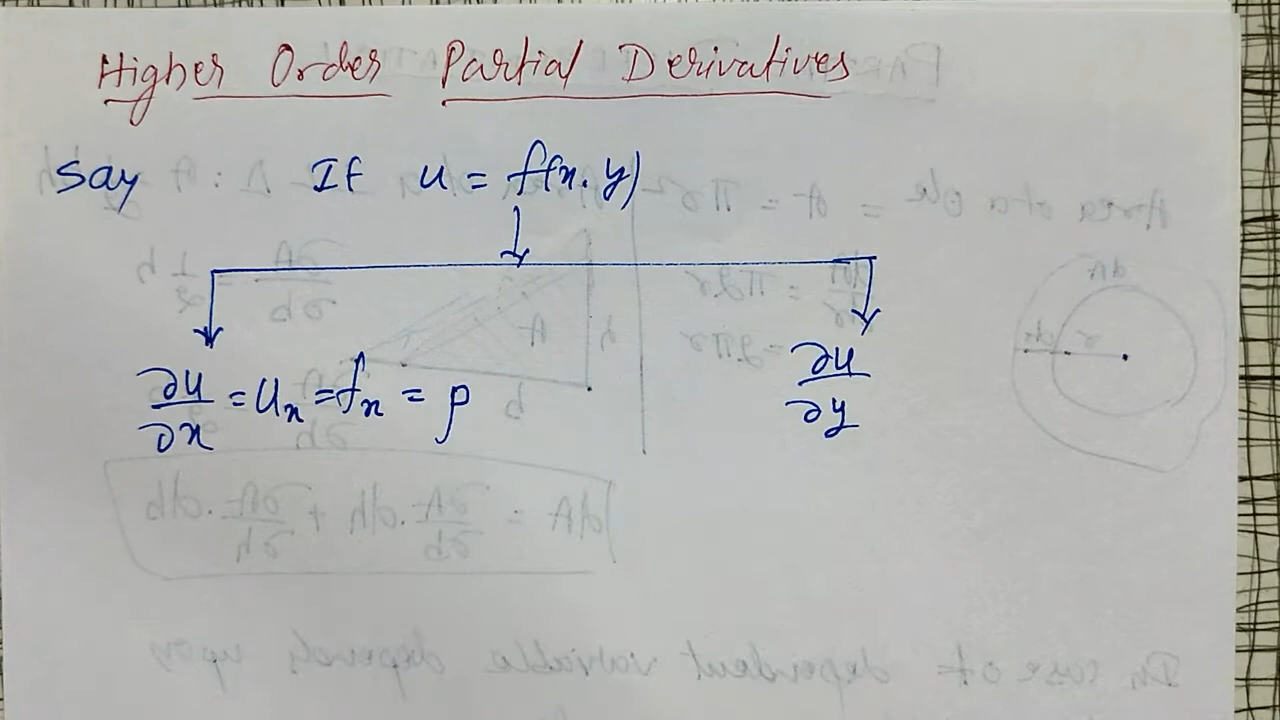 Higher Order Partial Derivatives
Say If u = f(x, y)
∂u/∂x = u_x = f_x = p
∂u/∂y